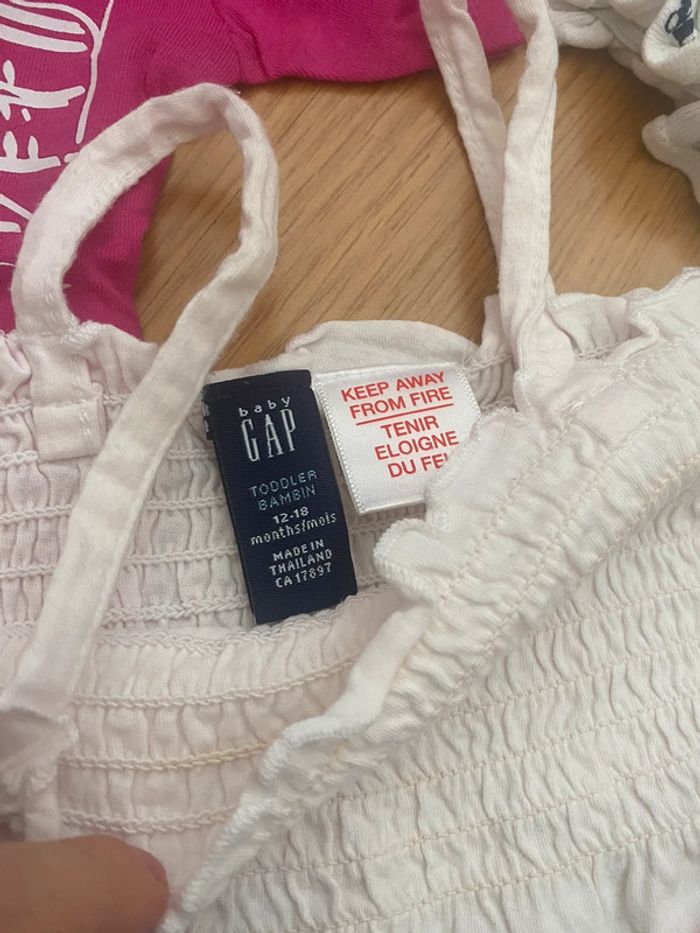 baby
GAP
TODDLER
BAMBIN
12-18
months/mois
MADE IN
THAILAND
CA 17897
KEEP AWAY
FROM FIRE
TENIR
ELOIGNE
DU FEU